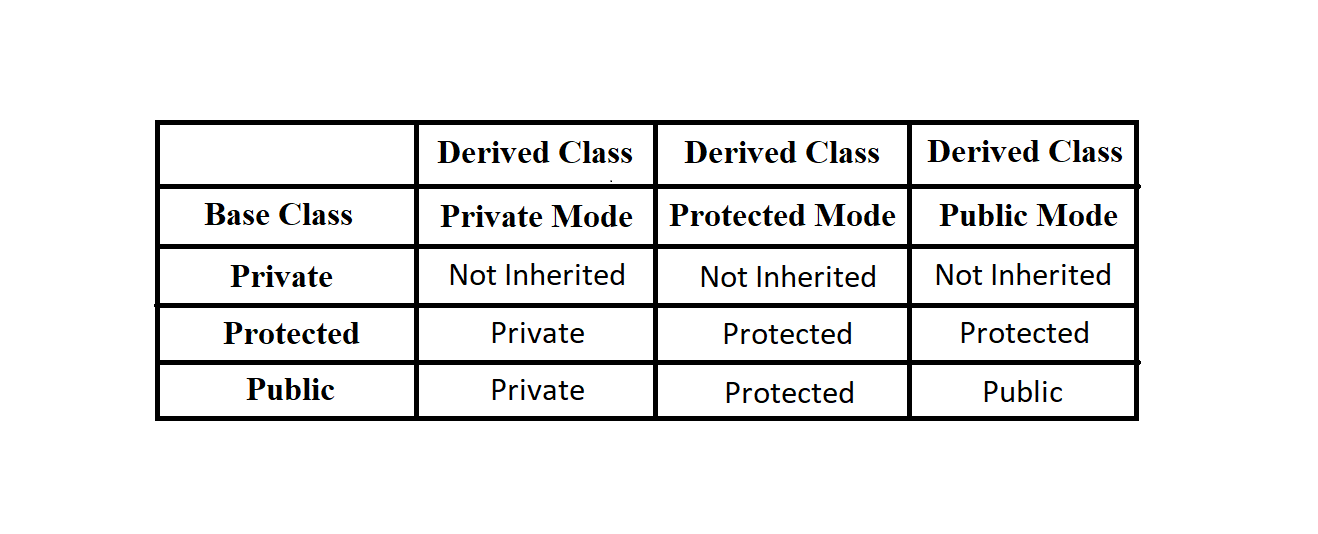 Derived Class Derived Class Derived Class
Base Class Private Mode Protected Mode Public Mode
Private Not Inherited Not Inherited Not Inherited
Protected Private Protected Protected
Public Private Protected Public